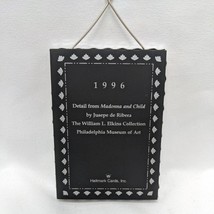 1996
Detail from Madonna and Child
by Jusepe de Ribera
The William L. Elkins Collection
Philadelphia Museum of Art
Hallmark Cards, Inc.